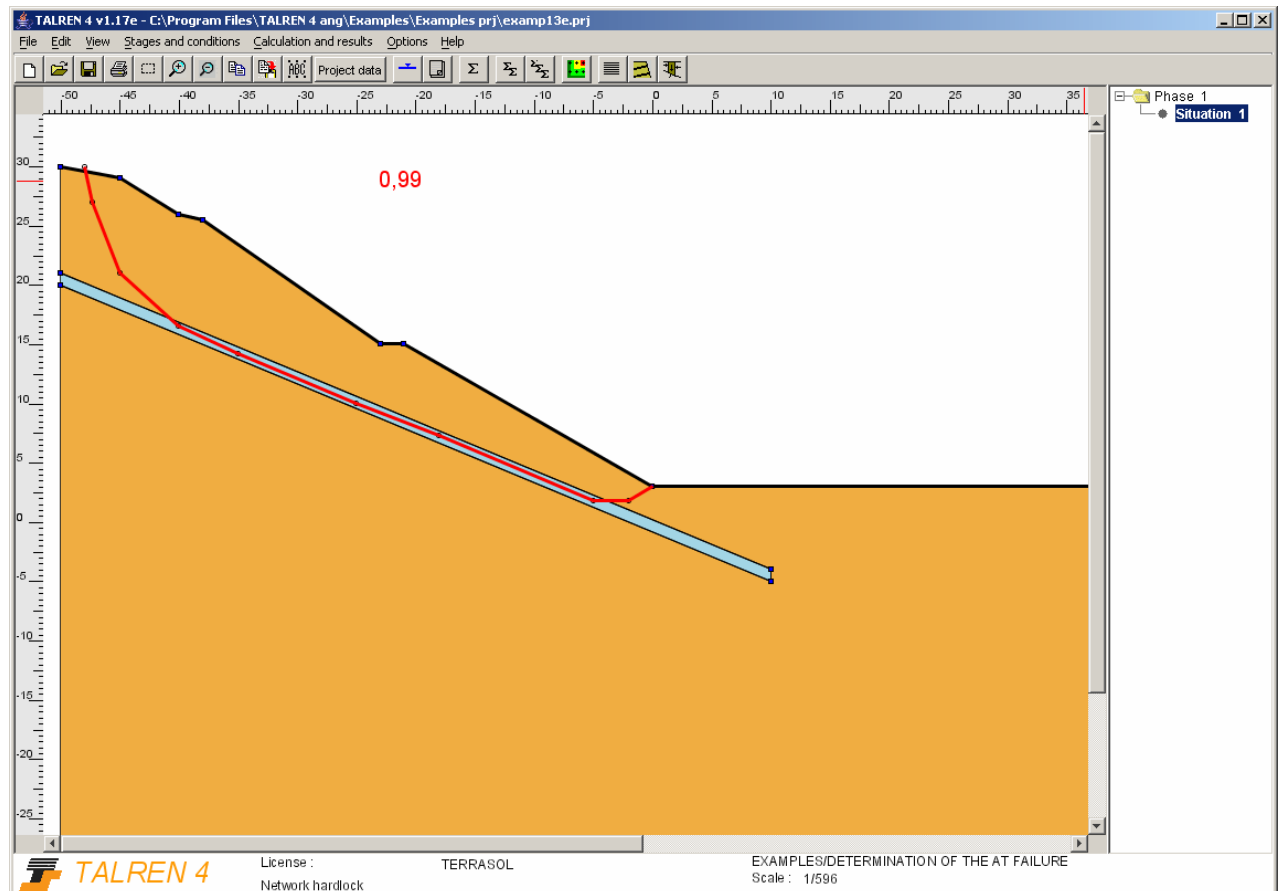 TALREN 4 v1.17e - C:\Program Files\TALREN 4 ang\Examples\Examples prj\examp13e.prj
File Edit View Stages and conditions Calculation and results Options Help
ABC Project data Σ ΣΣ ΣΣΣ
-50 -45 -40 -35 -30 -25 -20 -15 -10 -5 0 5 10 15 20 25 30 35
Phase 1
Situation 1
30
0,99
25
20
15
10
5
0
-5
-10
-15
-20
-25
TALREN 4
License :
TERRASOL
EXAMPLES/DETERMINATION OF THE AT FAILURE
Network hardlock
Scale : 1/596